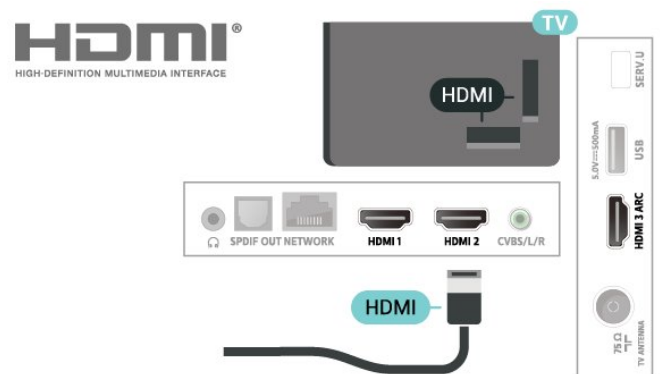 HDMI®
HIGH-DEFINITION MULTIMEDIA INTERFACE
TV
HDMI
SERV.U
5.0V⎓500mA
USB
HDMI 3 ARC
75 Ω
TV ANTENNA
SPDIF OUT NETWORK
HDMI 1
HDMI 2
CVBS/L/R
HDMI